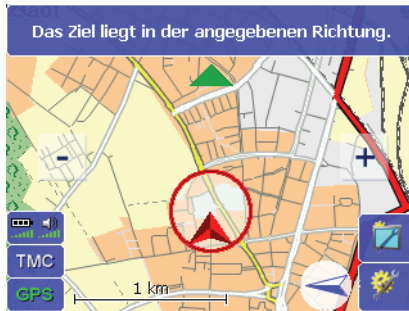 Das Ziel liegt in der angegebenen Richtung.
-
+
TMC
GPS
1 km